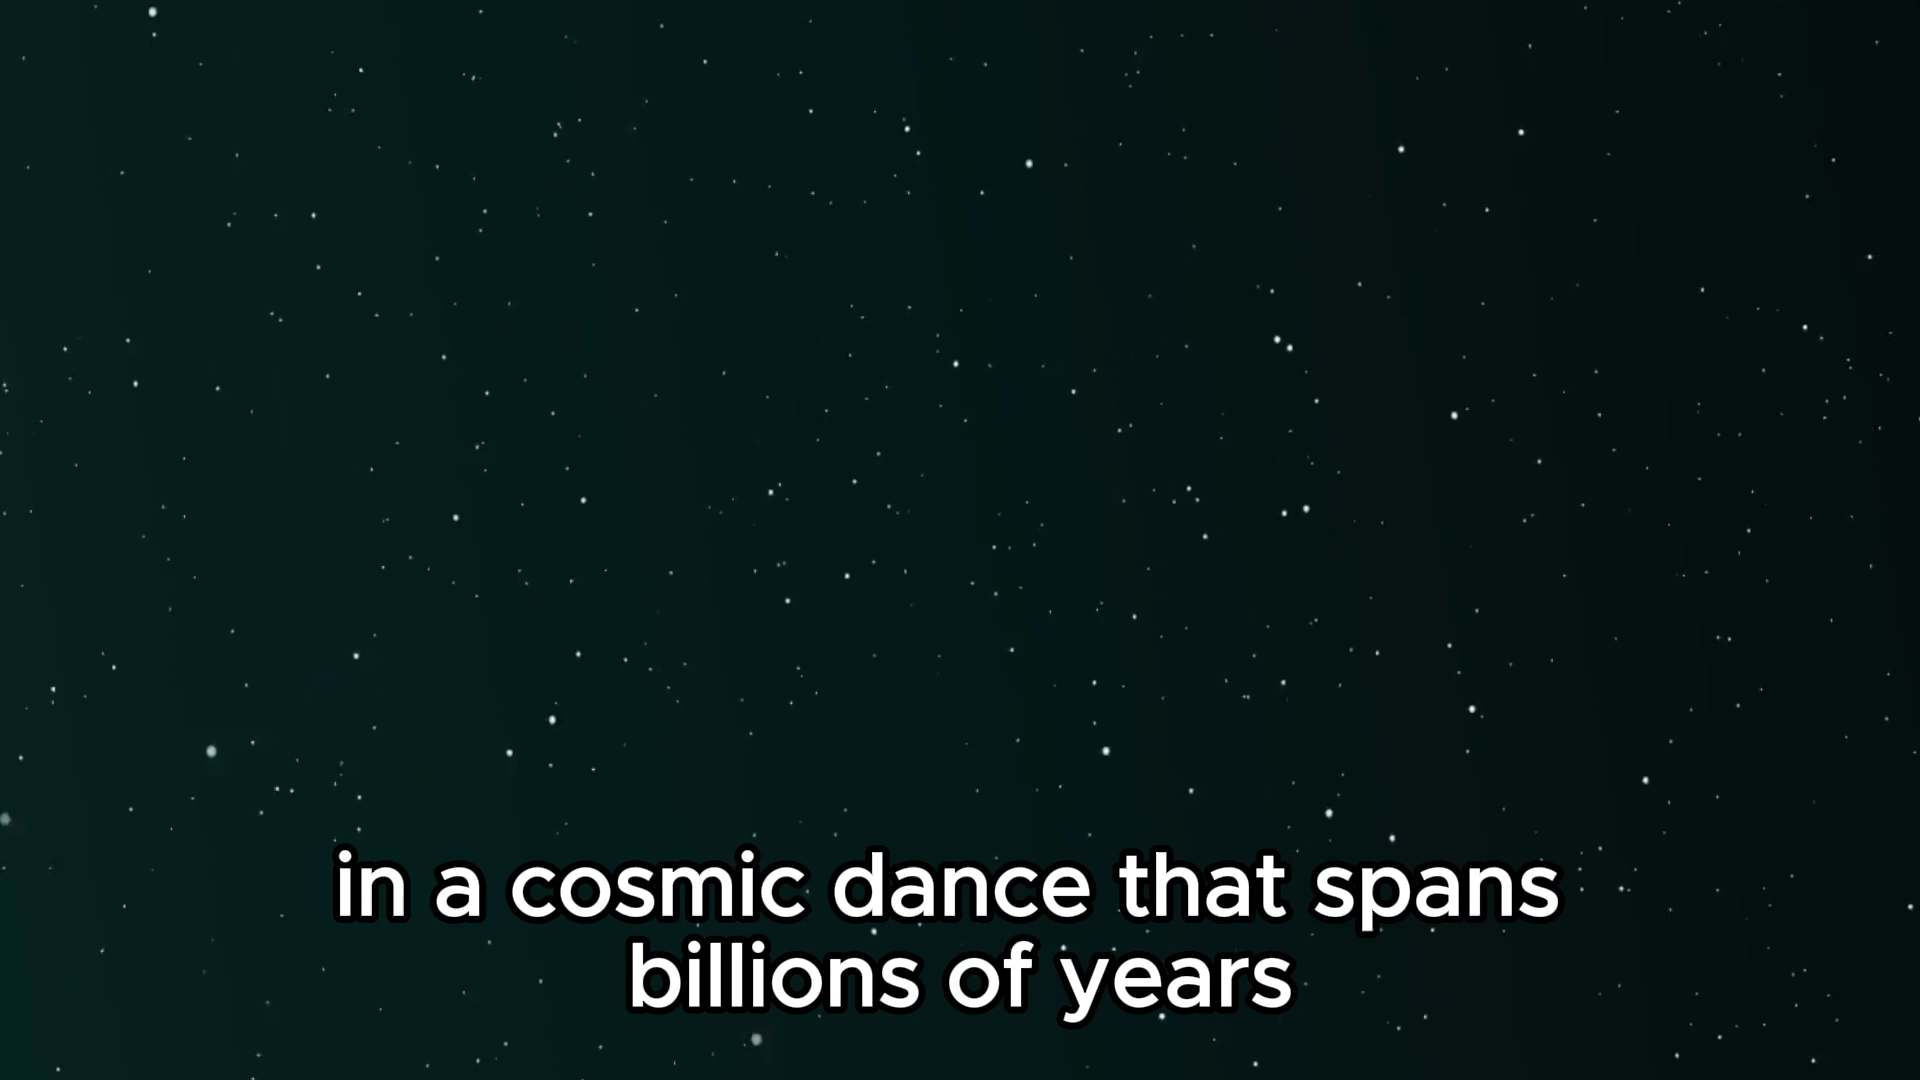 in a cosmic dance that spans
billions of years